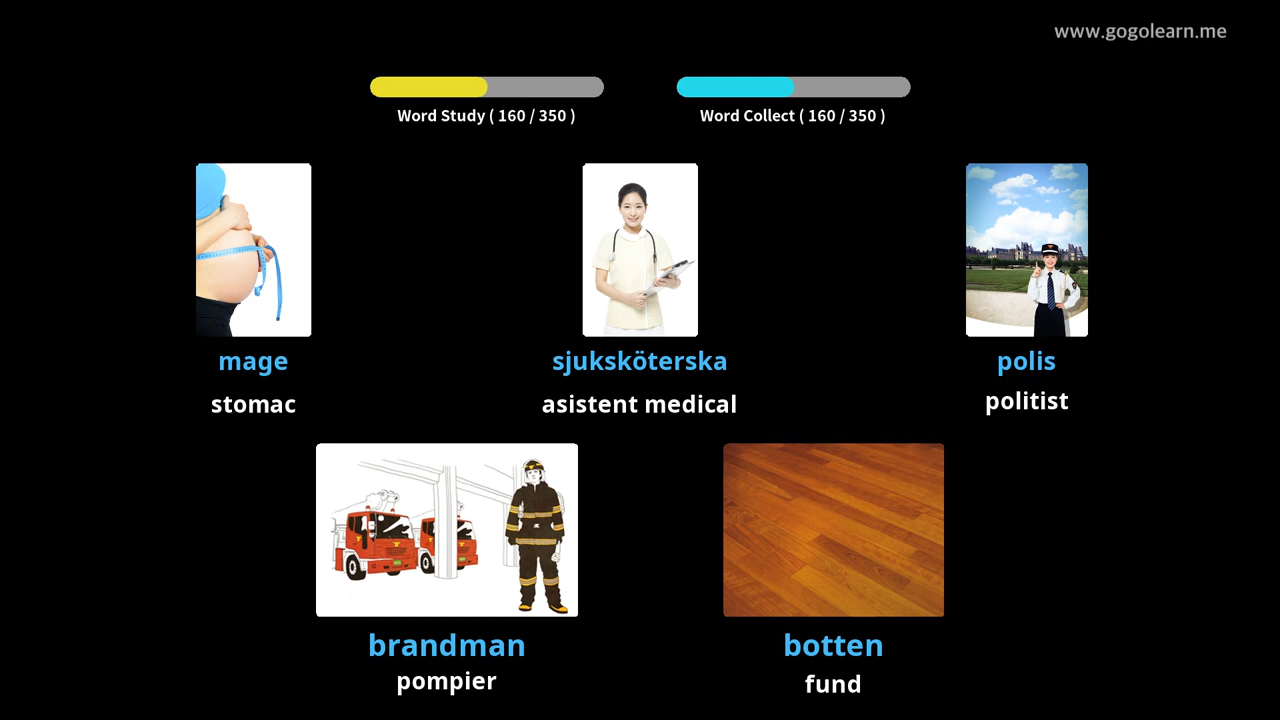 www.gogolearn.me
Word Study ( 160 / 350 )
Word Collect ( 160 / 350 )
mage
stomac
sjuksköterska
asistent medical
polis
politist
brandman
pompier
botten
fund